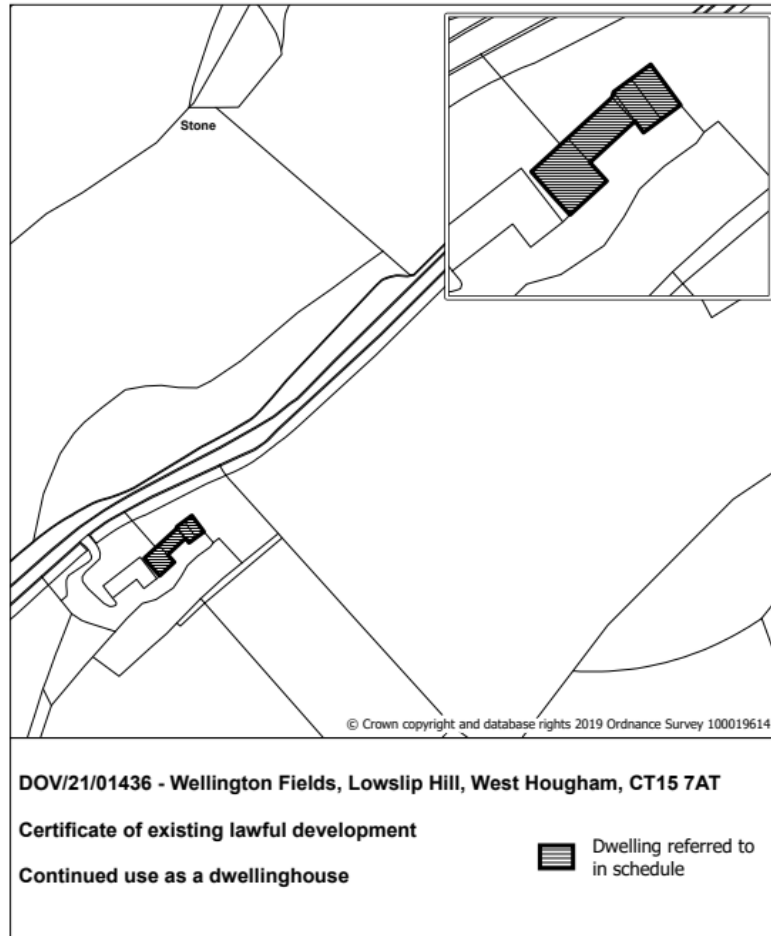 Stone
© Crown copyright and database rights 2019 Ordnance Survey 100019614
DOV/21/01436 - Wellington Fields, Lowslip Hill, West Hougham, CT15 7AT
Certificate of existing lawful development
Continued use as a dwellinghouse
Dwelling referred to
in schedule